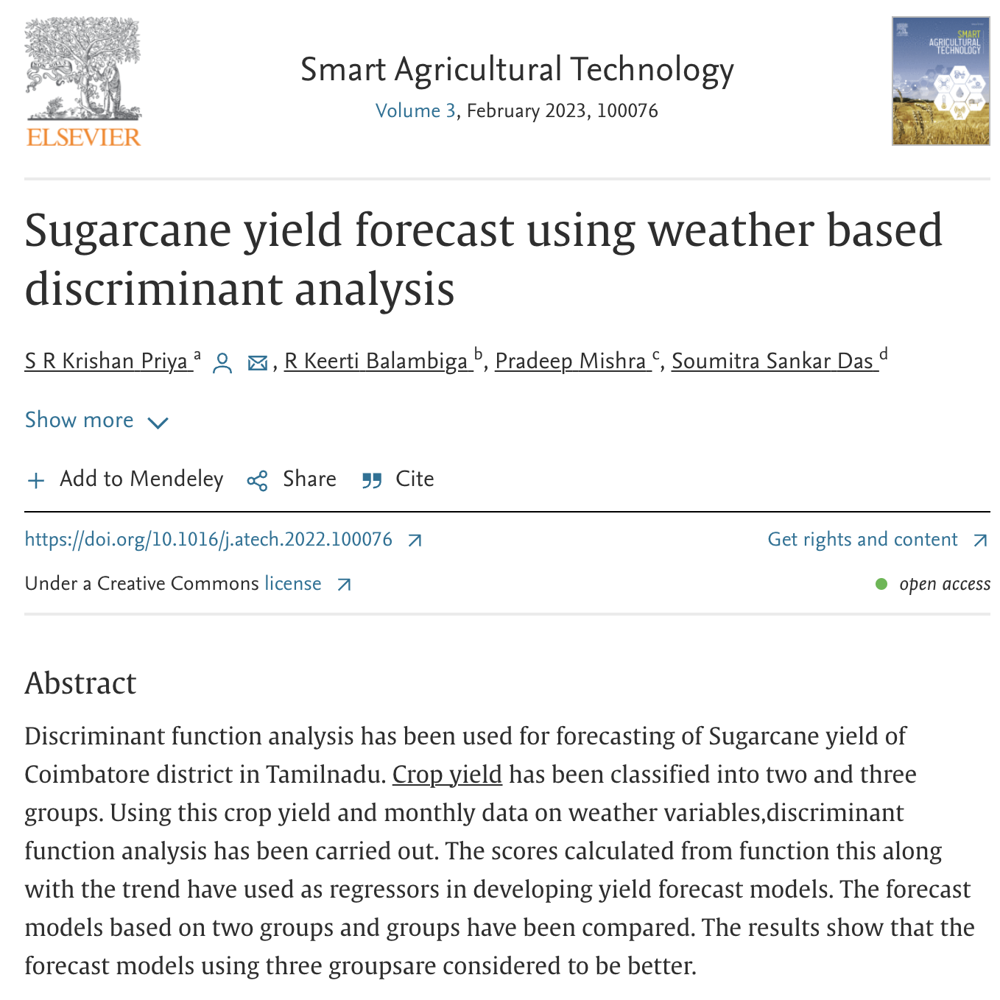 ELSEVIER
Smart Agricultural Technology
Volume 3, February 2023, 100076
SMART
AGRICULTURAL
TECHNOLOGY
Sugarcane yield forecast using weather based
discriminant analysis
S R Krishan Priya a , R Keerti Balambiga b, Pradeep Mishra c, Soumitra Sankar Das d
Show more
Add to Mendeley Share Cite
https://doi.org/10.1016/j.atech.2022.100076 Get rights and content
Under a Creative Commons license open access
Abstract
Discriminant function analysis has been used for forecasting of Sugarcane yield of
Coimbatore district in Tamilnadu. Crop yield has been classified into two and three
groups. Using this crop yield and monthly data on weather variables,discriminant
function analysis has been carried out. The scores calculated from function this along
with the trend have used as regressors in developing yield forecast models. The forecast
models based on two groups and groups have been compared. The results show that the
forecast models using three groupsare considered to be better.